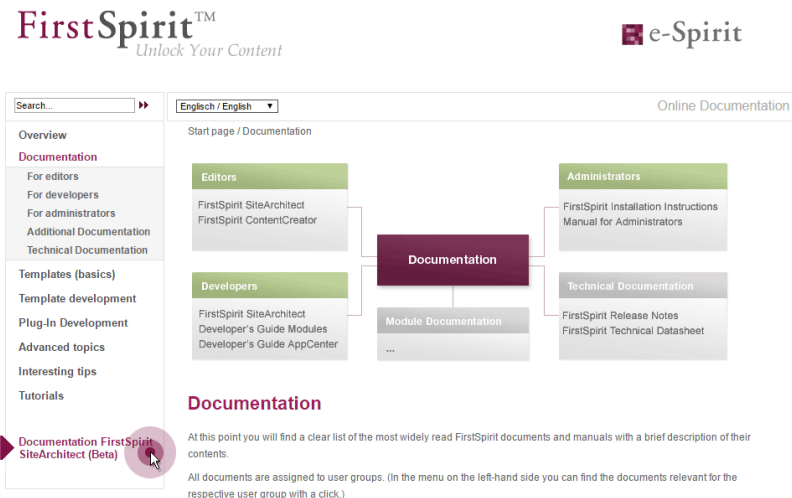 FirstSpirit™
Unlock Your Content
e-Spirit
Search...
Englisch / English
Online Documentation
Overview
Documentation
For editors
For developers
For administrators
Additional Documentation
Technical Documentation
Templates (basics)
Template development
Plug-In Development
Advanced topics
Interesting tips
Tutorials
Documentation FirstSpirit
SiteArchitect (Beta)
Start page / Documentation
Editors
FirstSpirit SiteArchitect
FirstSpirit ContentCreator
Administrators
FirstSpirit Installation Instructions
Manual for Administrators
Documentation
Developers
FirstSpirit SiteArchitect
Developer's Guide Modules
Developer's Guide AppCenter
Module Documentation
...
Technical Documentation
FirstSpirit Release Notes
FirstSpirit Technical Datasheet
Documentation
At this point you will find a clear list of the most widely read FirstSpirit documents and manuals with a brief description of their
contents.
All documents are assigned to user groups. (In the menu on the left-hand side you can find the documents relevant for the
respective user group with a click.)